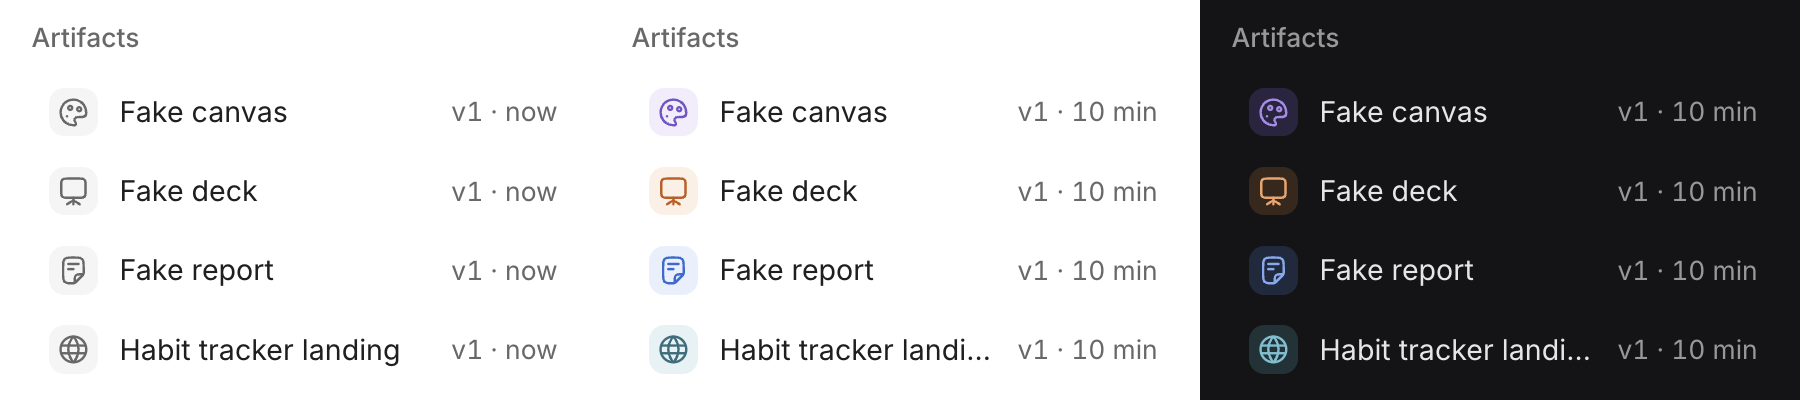 Artifacts
Fake canvas
v1 · now
Fake deck
v1 · now
Fake report
v1 · now
Habit tracker landing
v1 · now
Artifacts
Fake canvas
v1 · 10 min
Fake deck
v1 · 10 min
Fake report
v1 · 10 min
Habit tracker landi...
v1 · 10 min
Artifacts
Fake canvas
v1 · 10 min
Fake deck
v1 · 10 min
Fake report
v1 · 10 min
Habit tracker landi...
v1 · 10 min